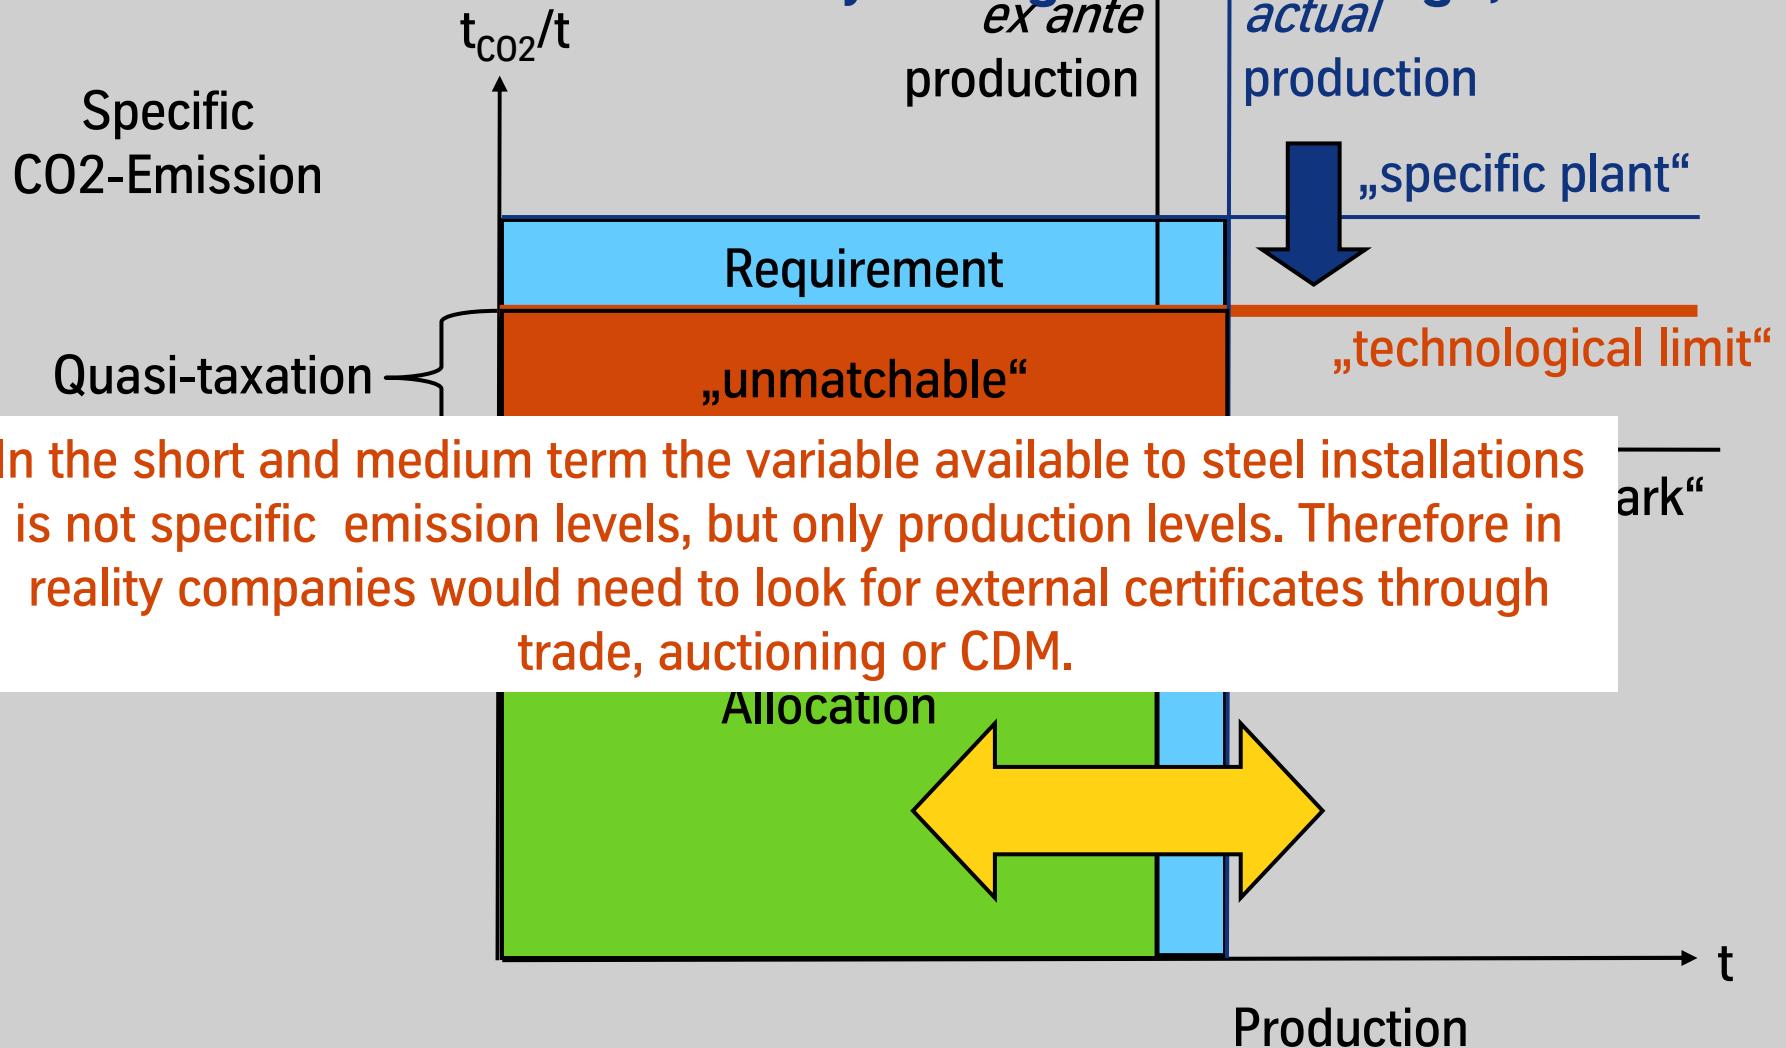 t_CO2/t
ex ante
production
actual
production
Specific
CO2-Emission
„specific plant“
Requirement
„technological limit“
Quasi-taxation
„unmatchable“
In the short and medium term the variable available to steel installations
is not specific emission levels, but only production levels. Therefore in
reality companies would need to look for external certificates through
trade, auctioning or CDM.
ark“
Allocation
t
Production